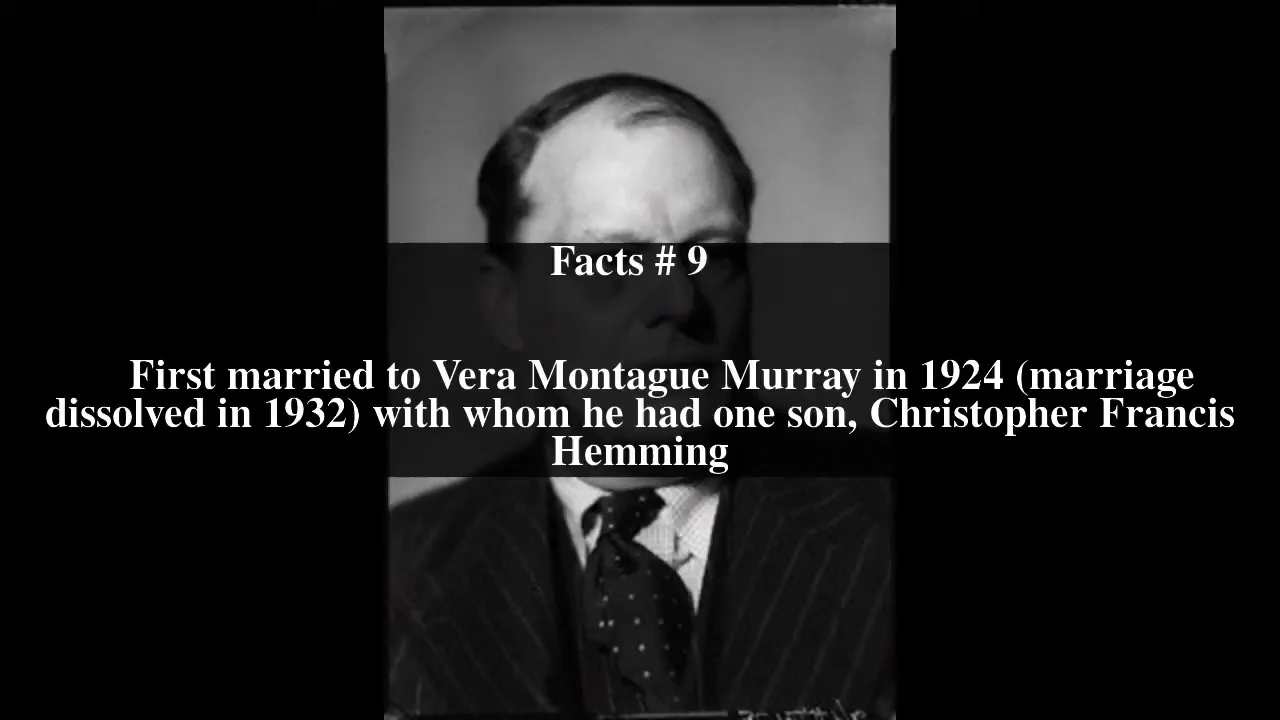 Facts # 9
First married to Vera Montague Murray in 1924 (marriage
dissolved in 1932) with whom he had one son, Christopher Francis
Hemming